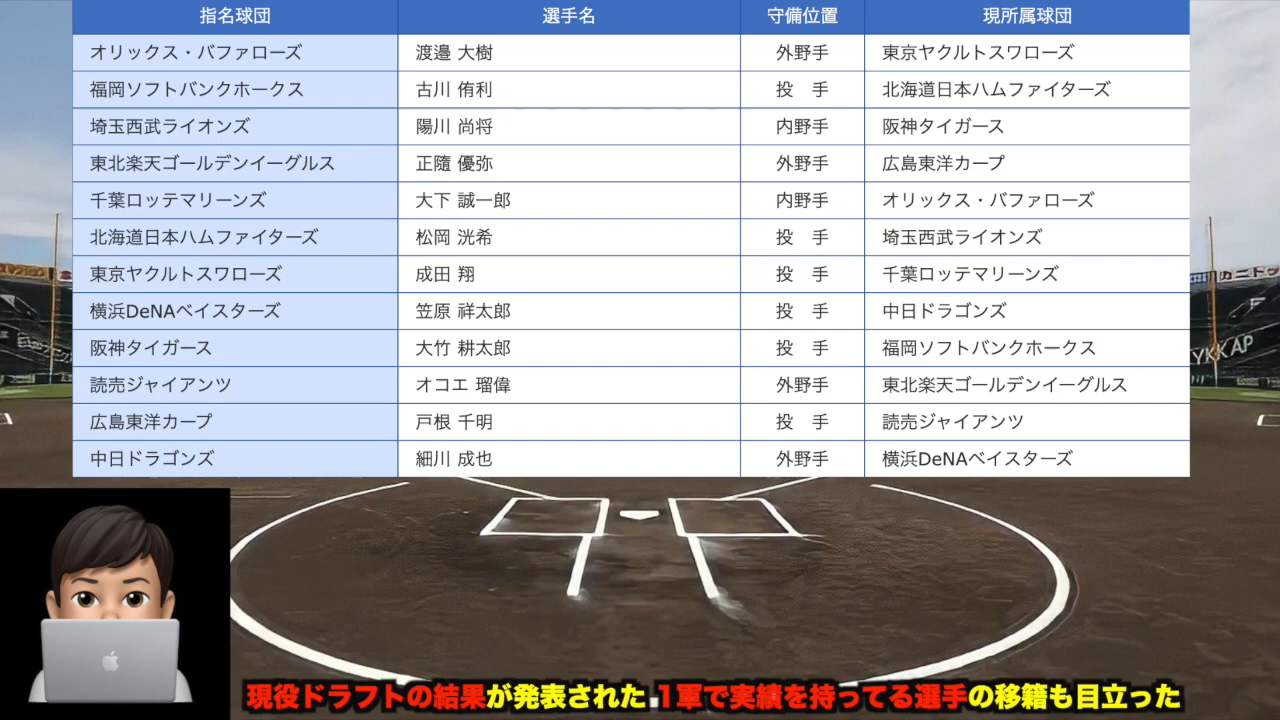 指名球団 選手名 守備位置 現所属球団
オリックス・バファローズ 渡邉 大樹 外野手 東京ヤクルトスワローズ
福岡ソフトバンクホークス 古川 侑利 投　手 北海道日本ハムファイターズ
埼玉西武ライオンズ 陽川 尚将 内野手 阪神タイガース
東北楽天ゴールデンイーグルス 正隨 優弥 外野手 広島東洋カープ
千葉ロッテマリーンズ 大下 誠一郎 内野手 オリックス・バファローズ
北海道日本ハムファイターズ 松岡 洸希 投　手 埼玉西武ライオンズ
東京ヤクルトスワローズ 成田 翔 投　手 千葉ロッテマリーンズ
横浜DeNAベイスターズ 笠原 祥太郎 投　手 中日ドラゴンズ
阪神タイガース 大竹 耕太郎 投　手 福岡ソフトバンクホークス
読売ジャイアンツ オコエ 瑠偉 外野手 東北楽天ゴールデンイーグルス
広島東洋カープ 戸根 千明 投　手 読売ジャイアンツ
中日ドラゴンズ 細川 成也 外野手 横浜DeNAベイスターズ
YKK AP
現役ドラフトの結果が発表された 1軍で実績を持ってる選手の移籍も目立った